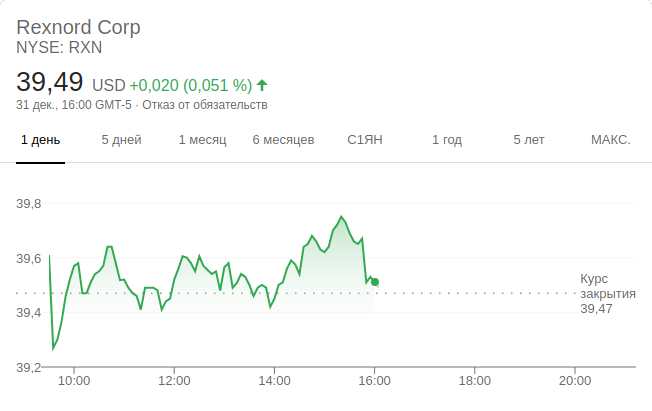 Rexnord Corp
NYSE: RXN
39,49 USD +0,020 (0,051 %)
31 дек., 16:00 GMT-5 · Отказ от обязательств
1 день 5 дней 1 месяц 6 месяцев С1ЯН 1 год 5 лет МАКС.
39,8
39,6
Курс
закрытия
39,47
39,4
39,2
10:00 12:00 14:00 16:00 18:00 20:00